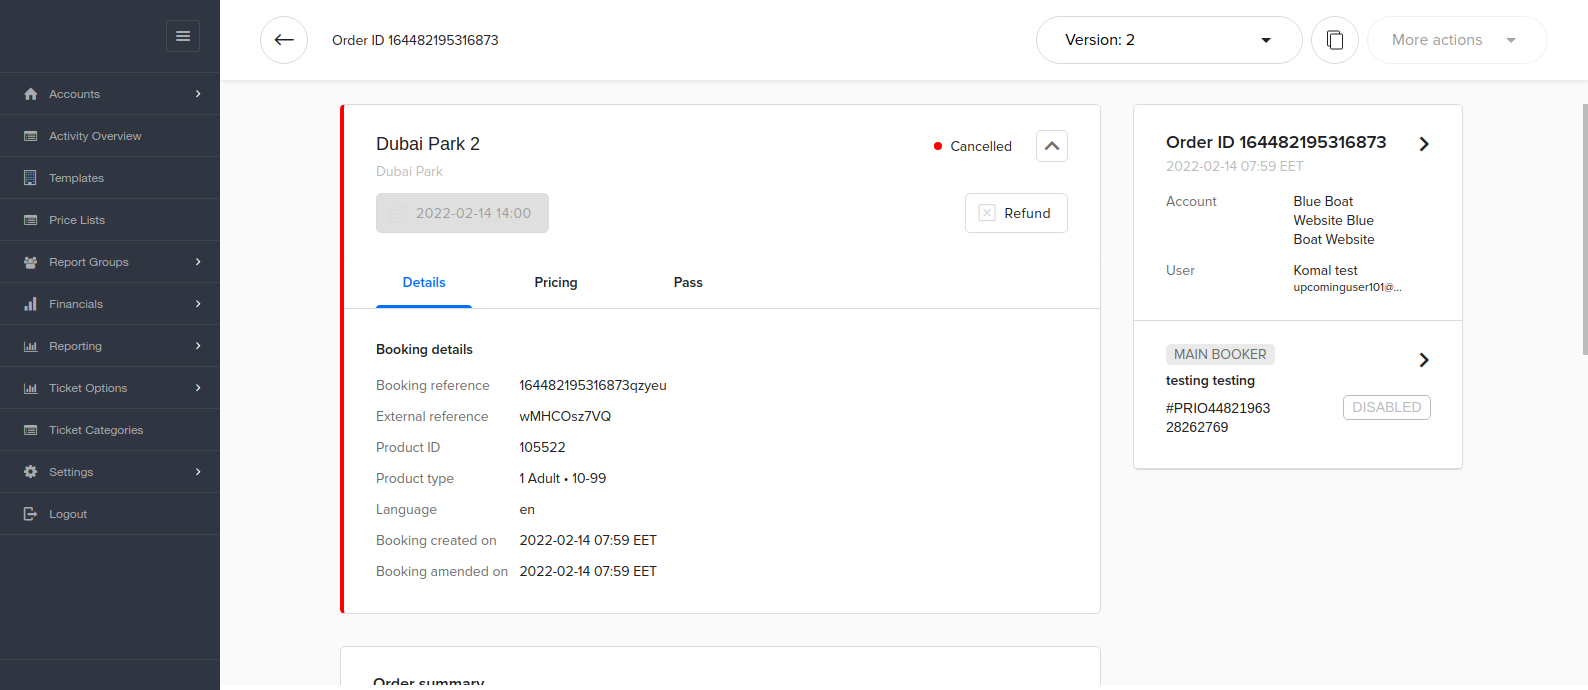 Order ID 164482195316873
Version: 2
More actions
Accounts
Activity Overview
Templates
Price Lists
Report Groups
Financials
Reporting
Ticket Options
Ticket Categories
Settings
Logout
Dubai Park 2
Cancelled
Dubai Park
2022-02-14 14:00
Refund
Details
Pricing
Pass
Booking details
Booking reference 164482195316873qzyeu
External reference wMHCOsz7VQ
Product ID 105522
Product type 1 Adult • 10-99
Language en
Booking created on 2022-02-14 07:59 EET
Booking amended on 2022-02-14 07:59 EET
Order summary
Order ID 164482195316873
2022-02-14 07:59 EET
Account Blue Boat
Website Blue
Boat Website
User Komal test
upcominguser101@...
MAIN BOOKER
testing testing
#PRIO44821963
28262769
DISABLED